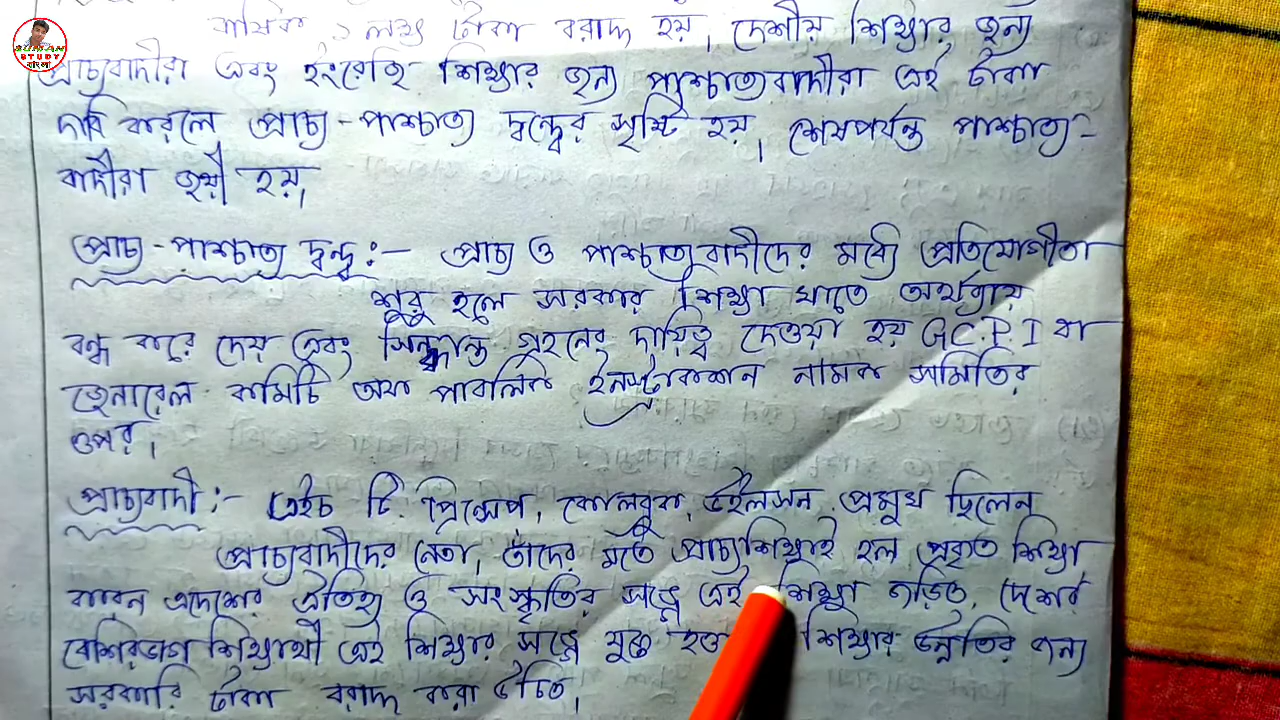 SUMAN
STUDY
বাংলা
বার্ষিক ১ লক্ষ টাকা বরাদ্দ হয়। দেশীয় শিক্ষার জন্য
প্রাচ্যবাদীরা এবং ইংরেজি শিক্ষার জন্য পাশ্চাত্যবাদীরা এই টাকা
দাবি করলে প্রাচ্য-পাশ্চাত্য দ্বন্দ্বের সৃষ্টি হয়। শেষপর্যন্ত পাশ্চাত্য-
বাদীরা জয়ী হয়।
প্রাচ্য-পাশ্চাত্য দ্বন্দ্ব:- প্রাচ্য ও পাশ্চাত্যবাদীদের মধ্যে প্রতিযোগীতা
শুরু হলে সরকার শিক্ষা খাতে অর্থব্যায়
বন্ধ করে দেয় এবং সিদ্ধান্ত গ্রহনের দায়িত্ব দেওয়া হয় G.C.P.I বা
জেনারেল কমিটি অফ পাবলিক ইনস্ট্রাকশান নামক সমিতির
ওপর।
প্রাচ্যবাদী:- এইচ টি. প্রিন্সেপ, কোলব্রুক, উইলসন প্রমুখ ছিলেন
প্রাচ্যবাদীদের নেতা, তাঁদের মতে প্রাচ্যশিক্ষাই হল প্রকৃত শিক্ষা
কারন এদেশের ঐতিহ্য ও সংস্কৃতির সঙ্গে এই শিক্ষা জড়িত, দেশের
বেশিরভাগ শিক্ষার্থী এই শিক্ষার সঙ্গে যুক্ত শিক্ষার উন্নতির জন্য
সরকারি টাকা বরাদ্দ করা উচিত।